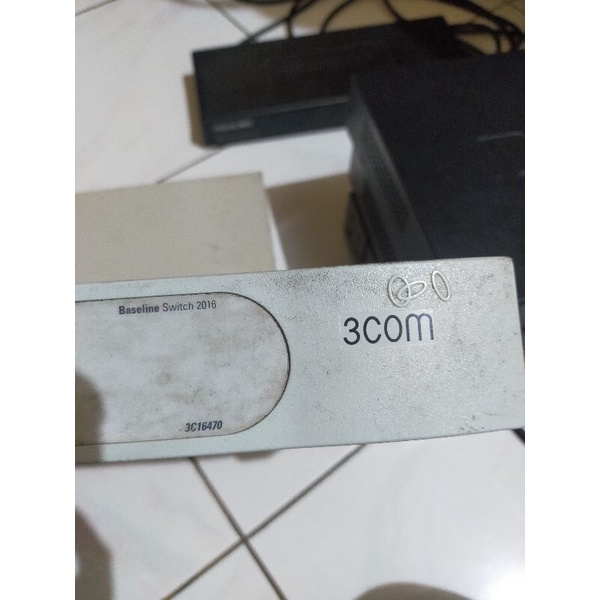 Baseline Switch 2016
3com
3C16470